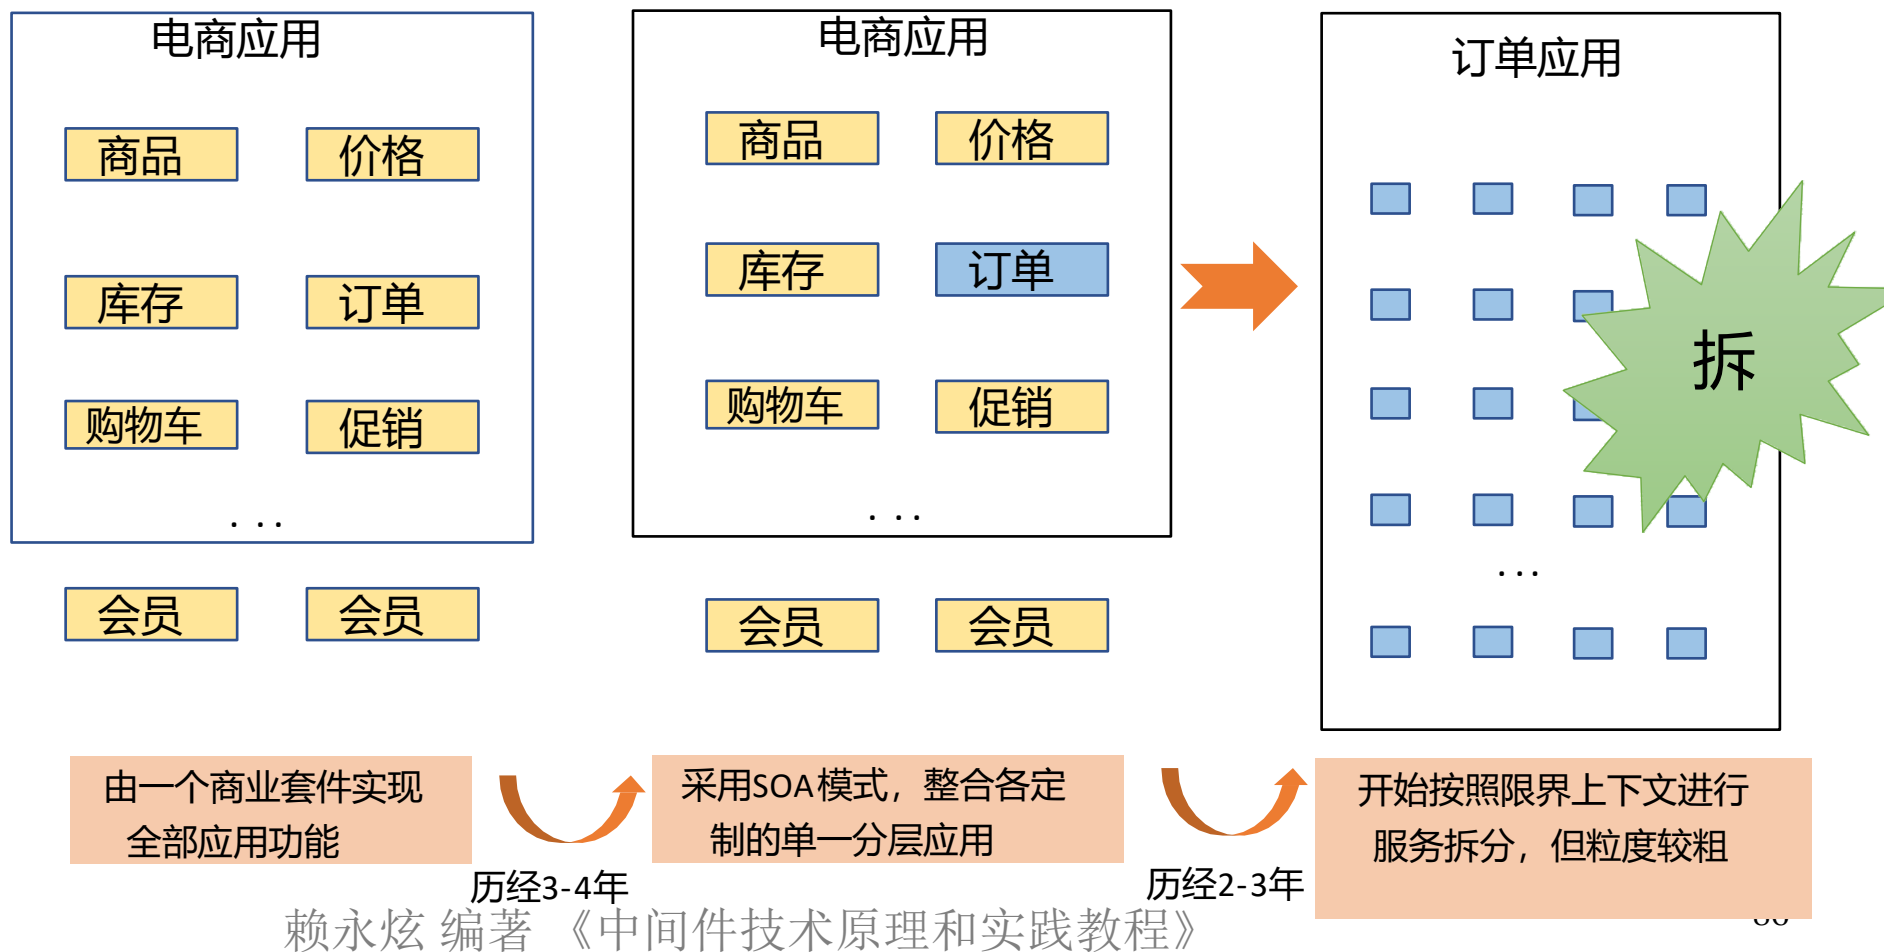 电商应用
商品
价格
库存
订单
购物车
促销
...
会员
会员
由一个商业套件实现
全部应用功能
历经3-4年
电商应用
商品
价格
库存
订单
购物车
促销
...
会员
会员
采用SOA模式，整合各定
制的单一分层应用
历经2-3年
订单应用
拆
...
开始按照限界上下文进行
服务拆分，但粒度较粗
赖永炫 编著 《中间件技术原理和实践教程》